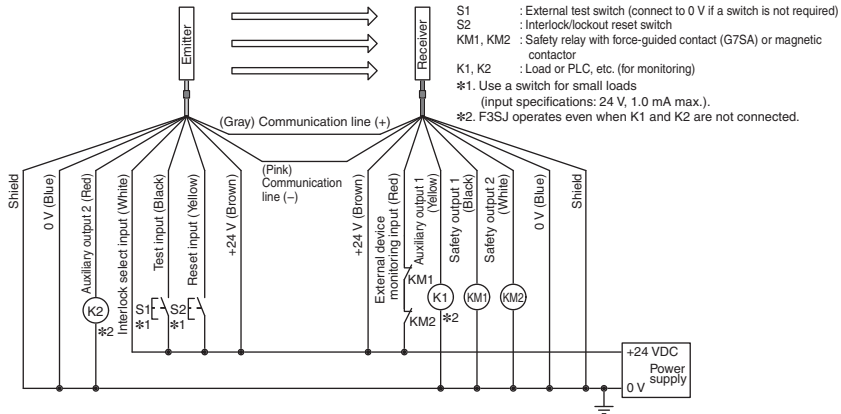 Emitter
Receiver
S1 : External test switch (connect to 0 V if a switch is not required)
S2 : Interlock/lockout reset switch
KM1, KM2 : Safety relay with force-guided contact (G7SA) or magnetic
contactor
K1, K2 : Load or PLC, etc. (for monitoring)
✻1. Use a switch for small loads
(input specifications: 24 V, 1.0 mA max.).
✻2. F3SJ operates even when K1 and K2 are not connected.
(Gray) Communication line (+)
(Pink)
Communication
line (−)
Shield
0 V (Blue)
Auxiliary output 2 (Red)
Interlock select input (White)
Test input (Black)
Reset input (Yellow)
+24 V (Brown)
+24 V (Brown)
External device
monitoring input (Red)
Auxiliary output 1
(Yellow)
Safety output 1
(Black)
Safety output 2
(White)
0 V (Blue)
Shield
K2
✻2
S1
✻1
S2
✻1
KM1
KM2
K1
✻2
KM1
KM2
+24 VDC
Power
supply
0 V